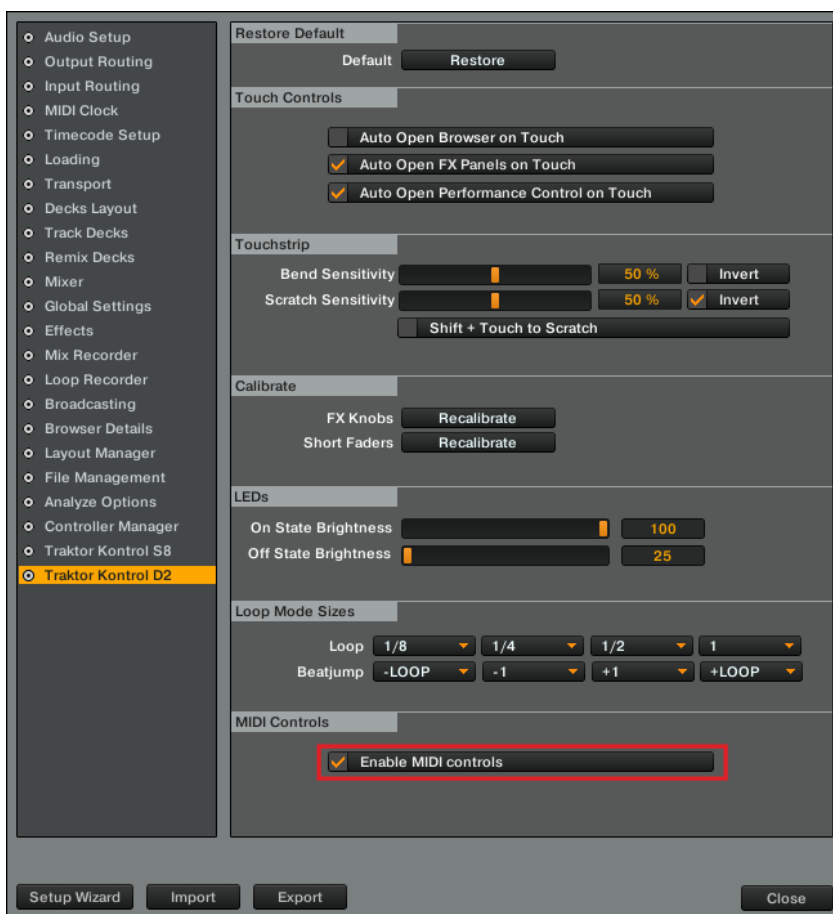 Audio Setup
Output Routing
Input Routing
MIDI Clock
Timecode Setup
Loading
Transport
Decks Layout
Track Decks
Remix Decks
Mixer
Global Settings
Effects
Mix Recorder
Loop Recorder
Broadcasting
Browser Details
Layout Manager
File Management
Analyze Options
Controller Manager
Traktor Kontrol S8
Traktor Kontrol D2
Restore Default
Default Restore
Touch Controls
Auto Open Browser on Touch
Auto Open FX Panels on Touch
Auto Open Performance Control on Touch
Touchstrip
Bend Sensitivity 50 % Invert
Scratch Sensitivity 50 % Invert
Shift + Touch to Scratch
Calibrate
FX Knobs Recalibrate
Short Faders Recalibrate
LEDs
On State Brightness 100
Off State Brightness 25
Loop Mode Sizes
Loop 1/8 1/4 1/2 1
Beatjump -LOOP -1 +1 +LOOP
MIDI Controls
Enable MIDI controls
Setup Wizard Import Export Close